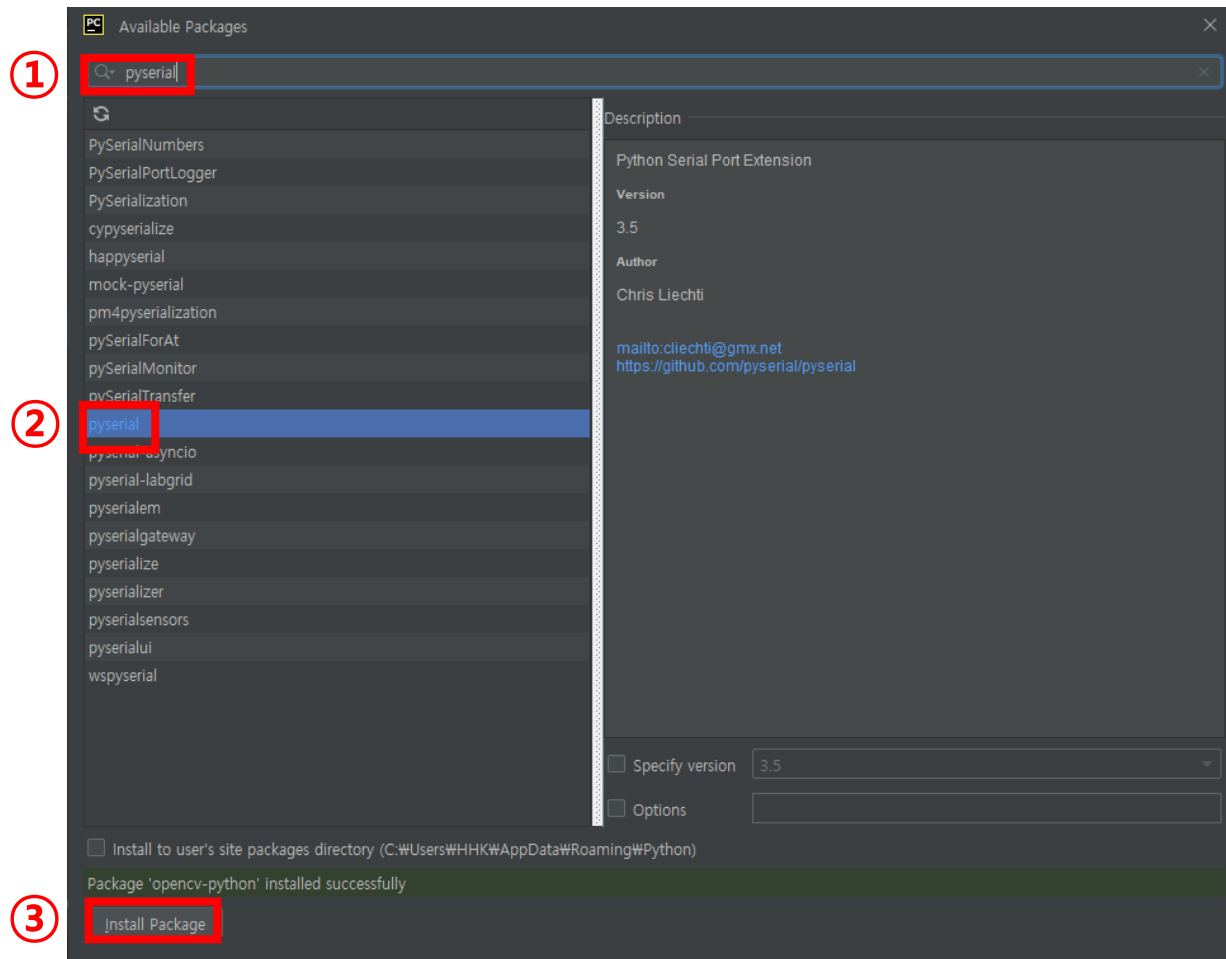 PC Available Packages
① pyserial
Description
PySerialNumbers
PySerialPortLogger
PySerialization
cypyserialize
happyserial
mock-pyserial
pm4pyserialization
pySerialForAt
pySerialMonitor
pySerialTransfer
② pyserial
pyserial-asyncio
pyserial-labgrid
pyserialem
pyserialgateway
pyserialize
pyserializer
pyserialsensors
pyserialui
wspyserial
Python Serial Port Extension
Version
3.5
Author
Chris Liechti
mailto:cliechti@gmx.net
https://github.com/pyserial/pyserial
Specify version 3.5
Options
Install to user's site packages directory (C:₩Users₩HHK₩AppData₩Roaming₩Python)
Package 'opencv-python' installed successfully
③ Install Package